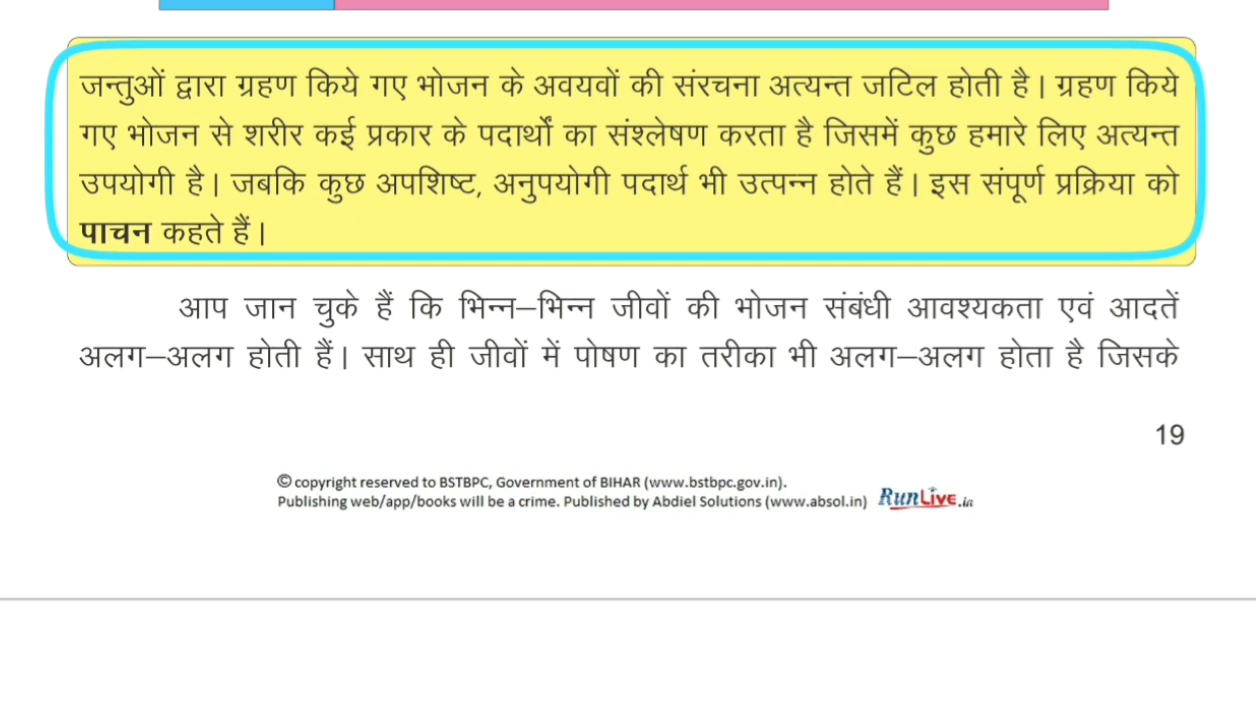 जन्तुओं द्वारा ग्रहण किये गए भोजन के अवयवों की संरचना अत्यन्त जटिल होती है। ग्रहण किये
गए भोजन से शरीर कई प्रकार के पदार्थों का संश्लेषण करता है जिसमें कुछ हमारे लिए अत्यन्त
उपयोगी है। जबकि कुछ अपशिष्ट, अनुपयोगी पदार्थ भी उत्पन्न होते हैं। इस संपूर्ण प्रक्रिया को
पाचन कहते हैं।
आप जान चुके हैं कि भिन्न–भिन्न जीवों की भोजन संबंधी आवश्यकता एवं आदतें
अलग–अलग होती हैं। साथ ही जीवों में पोषण का तरीका भी अलग–अलग होता है जिसके
19
© copyright reserved to BSTBPC, Government of BIHAR (www.bstbpc.gov.in).
Publishing web/app/books will be a crime. Published by Abdiel Solutions (www.absol.in) RunLive.in